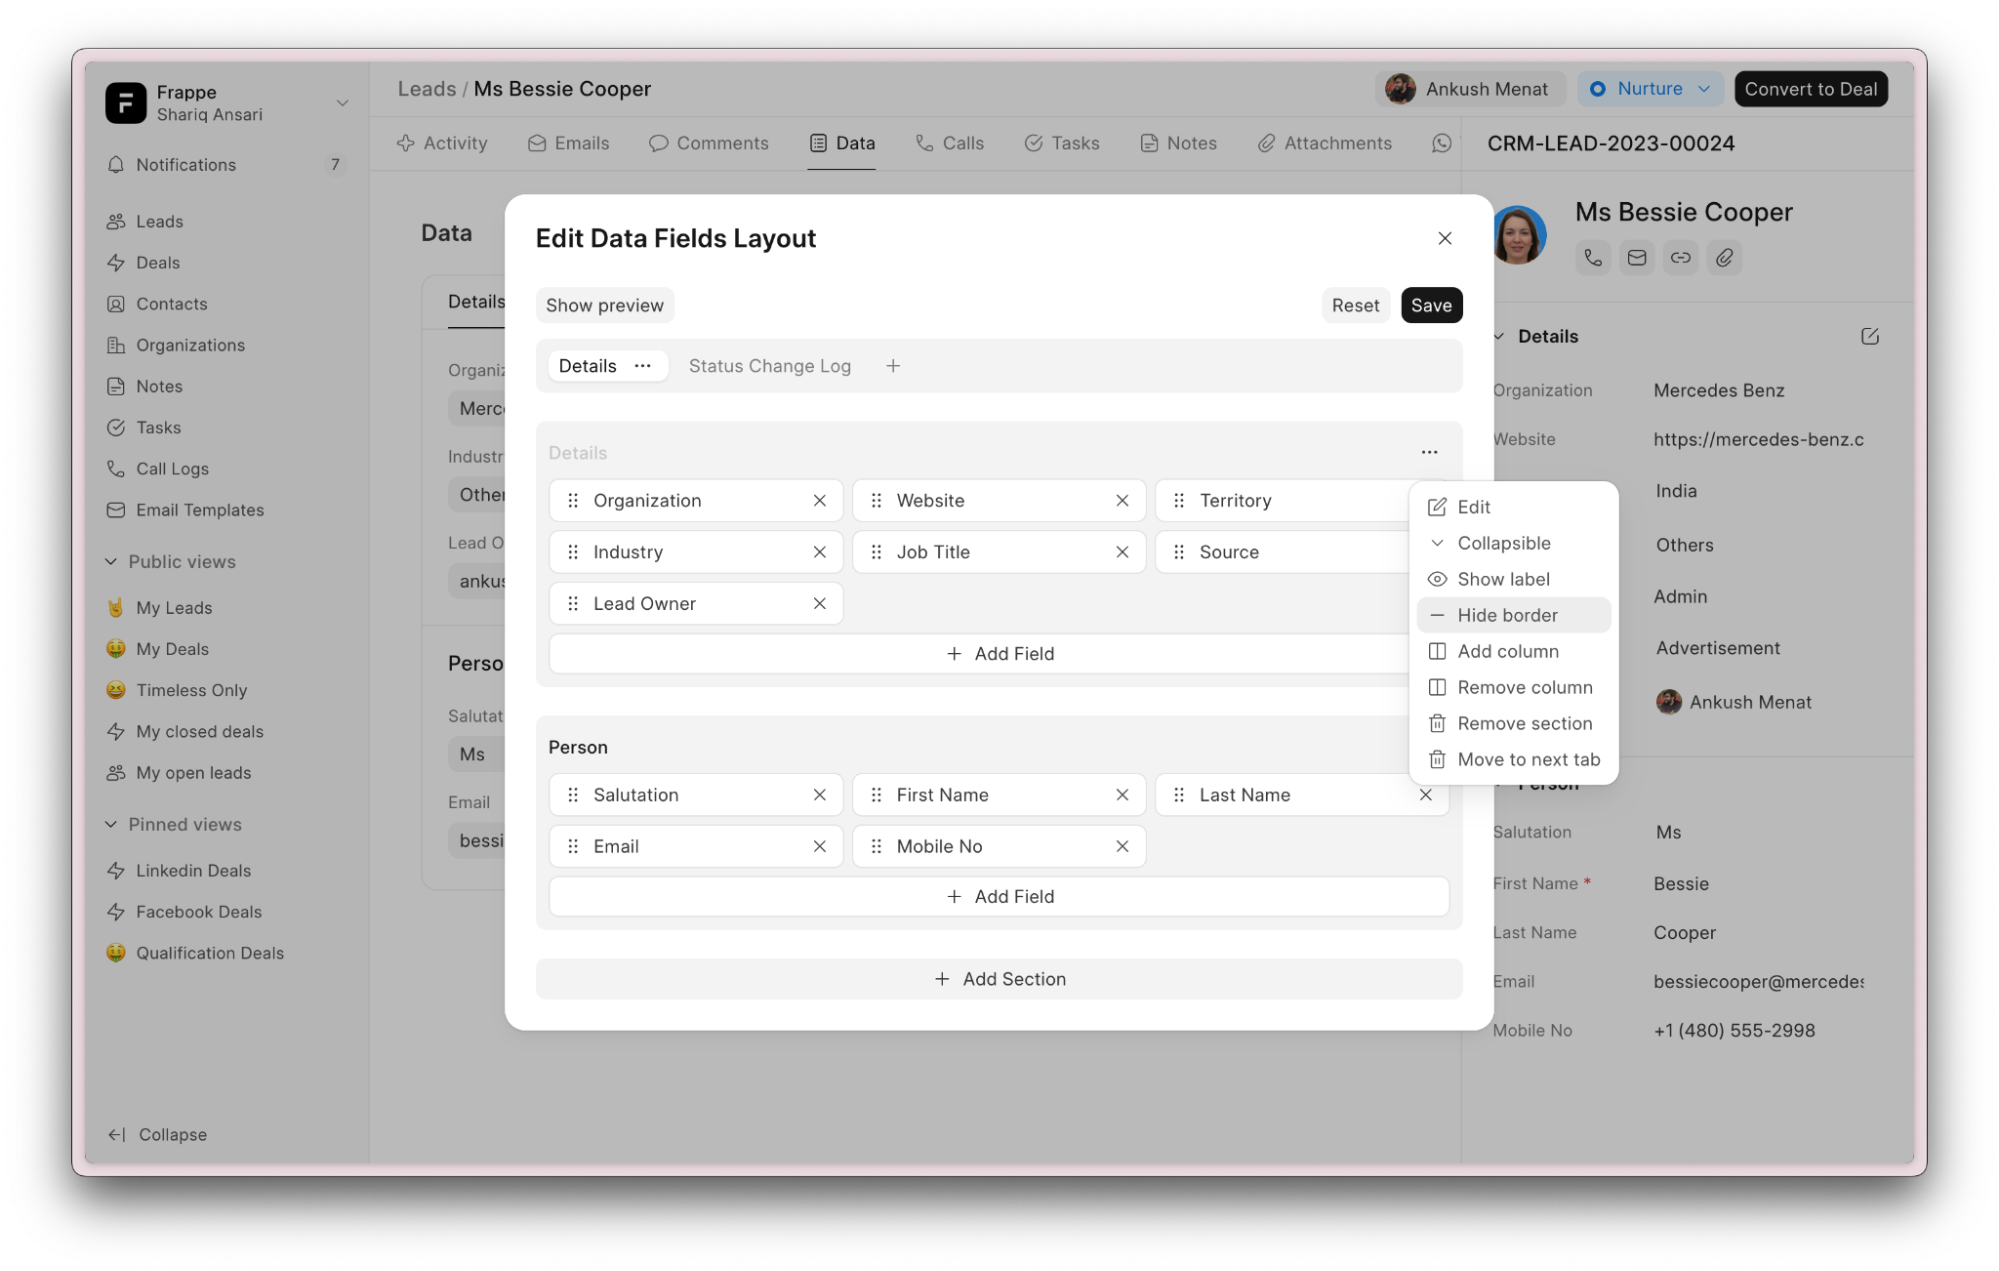 Frappe
Shariq Ansari
Notifications 7
Leads
Deals
Contacts
Organizations
Notes
Tasks
Call Logs
Email Templates
Public views
My Leads
My Deals
Timeless Only
My closed deals
My open leads
Pinned views
Linkedin Deals
Facebook Deals
Qualification Deals
Collapse
Leads / Ms Bessie Cooper
Ankush Menat
Nurture
Convert to Deal
Activity Emails Comments Data Calls Tasks Notes Attachments
CRM-LEAD-2023-00024
Data
Details
Organiz
Merc
Industr
Other
Lead O
ankus
Perso
Salutat
Ms
Email
bessi
Edit Data Fields Layout
Show preview Reset Save
Details ··· Status Change Log +
Details ···
Organization Website Territory
Industry Job Title Source
Lead Owner
+ Add Field
Person
Salutation First Name Last Name
Email Mobile No
+ Add Field
+ Add Section
Edit
Collapsible
Show label
Hide border
Add column
Remove column
Remove section
Move to next tab
Ms Bessie Cooper
Details
Organization Mercedes Benz
Website https://mercedes-benz.c
India
Others
Admin
Advertisement
Ankush Menat
Person
Salutation Ms
First Name * Bessie
Last Name Cooper
Email bessiecooper@mercedes
Mobile No +1 (480) 555-2998